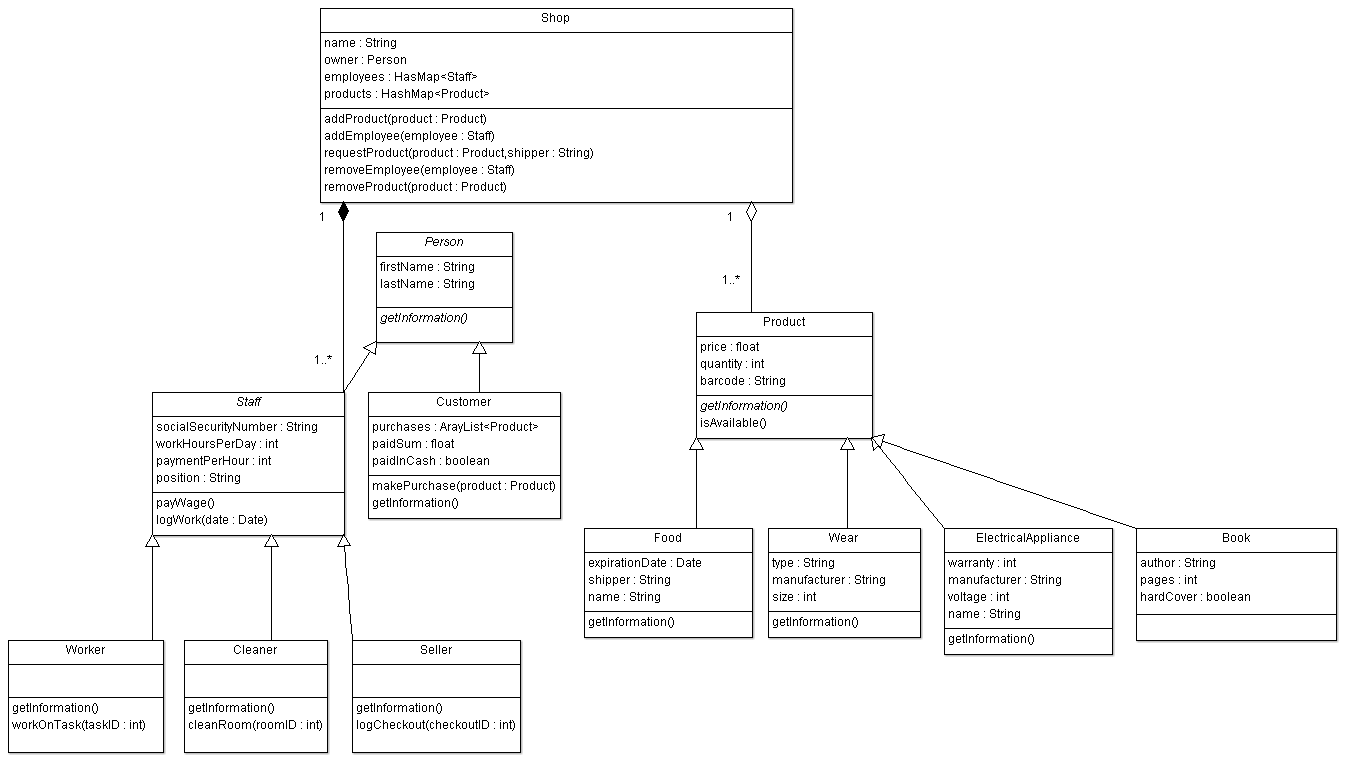 Shop
name : String
owner : Person
employees : HasMap<Staff>
products : HashMap<Product>
addProduct(product : Product)
addEmployee(employee : Staff)
requestProduct(product : Product,shipper : String)
removeEmployee(employee : Staff)
removeProduct(product : Product)
1
1
Person
firstName : String
lastName : String
getInformation()
1..*
1..*
Product
price : float
quantity : int
barcode : String
getInformation()
isAvailable()
Staff
socialSecurityNumber : String
workHoursPerDay : int
paymentPerHour : int
position : String
payWage()
logWork(date : Date)
Customer
purchases : ArayList<Product>
paidSum : float
paidInCash : boolean
makePurchase(product : Product)
getInformation()
Food
expirationDate : Date
shipper : String
name : String
getInformation()
Wear
type : String
manufacturer : String
size : int
getInformation()
ElectricalAppliance
warranty : int
manufacturer : String
voltage : int
name : String
getInformation()
Book
author : String
pages : int
hardCover : boolean
Worker
getInformation()
workOnTask(taskID : int)
Cleaner
getInformation()
cleanRoom(roomID : int)
Seller
getInformation()
logCheckout(checkoutID : int)